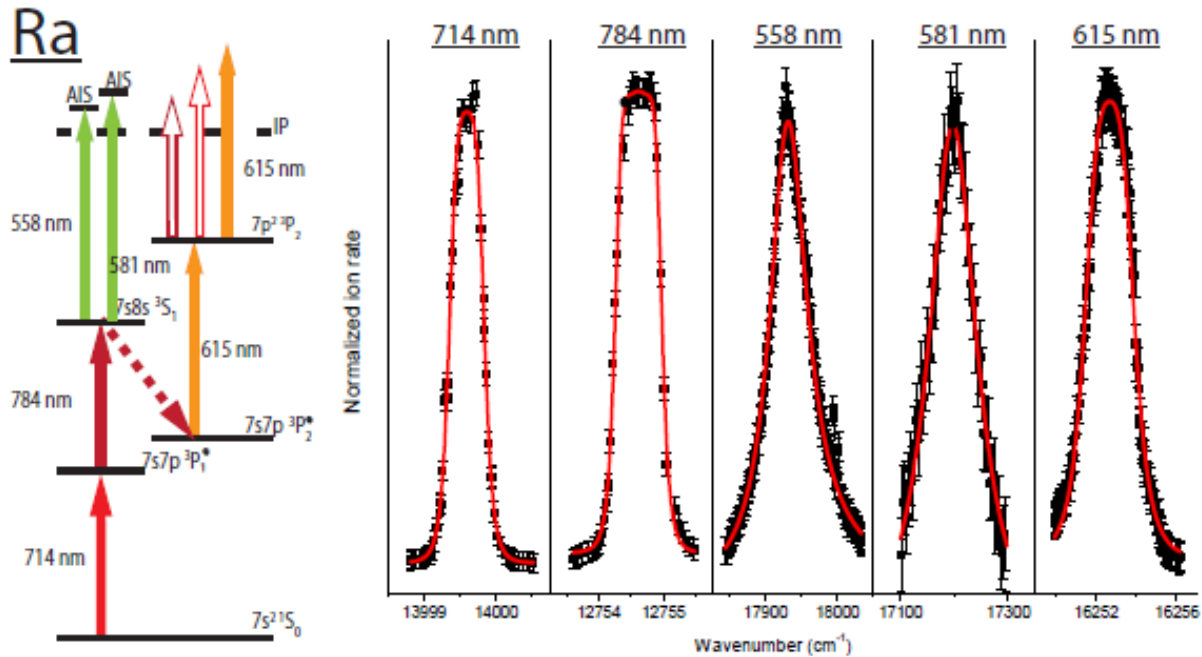 Ra
714 nm 784 nm 558 nm 581 nm 615 nm
AIS AIS
IP
615 nm
558 nm
7p² ³P₂
581 nm
7s8s ³S₁
615 nm
784 nm
7s7p ³P₂°
7s7p ³P₁°
714 nm
7s² ¹S₀
Normalized ion rate
13999 14000 12754 12755 17900 18000 17100 17300 16252 16256
Wavenumber (cm⁻¹)